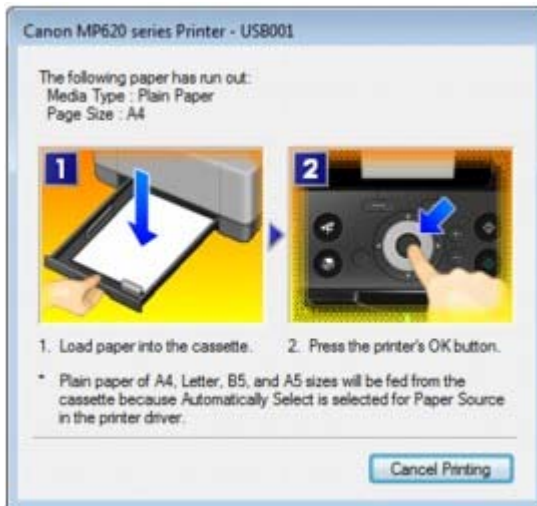 Canon MP620 series Printer - USB001
The following paper has run out:
Media Type : Plain Paper
Page Size : A4
1
2
1. Load paper into the cassette.
2. Press the printer's OK button.
* Plain paper of A4, Letter, B5, and A5 sizes will be fed from the
cassette because Automatically Select is selected for Paper Source
in the printer driver.
Cancel Printing